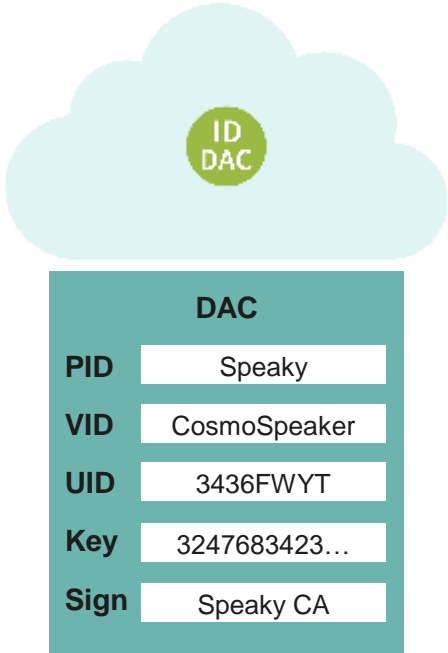 ID
DAC
DAC
PID Speaky
VID CosmoSpeaker
UID 3436FWYT
Key 3247683423…
Sign Speaky CA